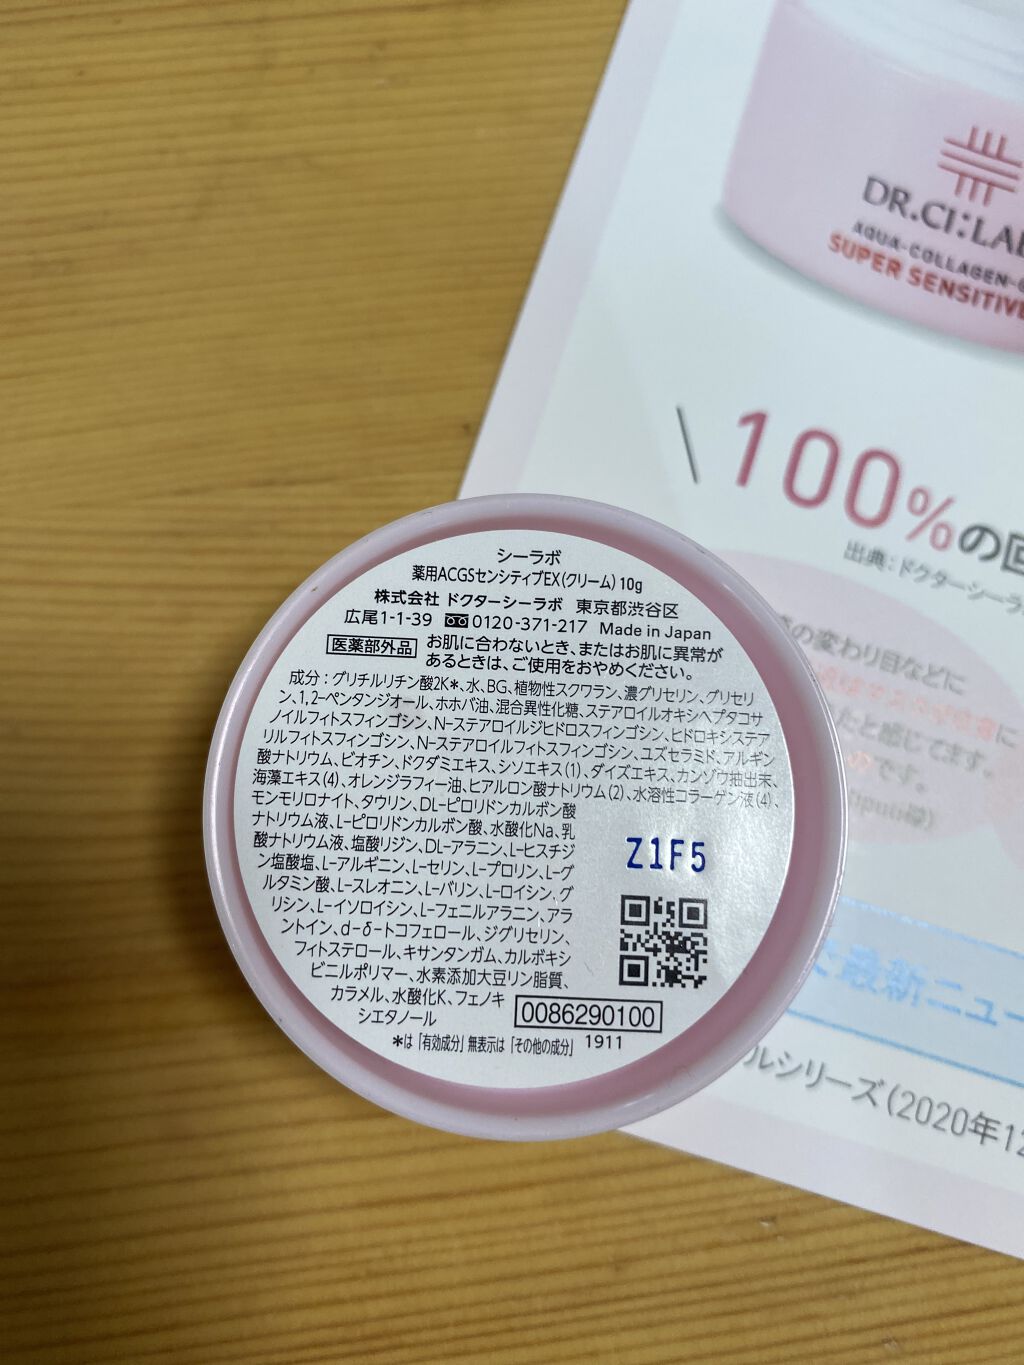 DR.CI:LA
AQUA-COLLAGEN-G
SUPER SENSITIVE
100%の回
出典:ドクターシーラ
の変わり目などに
に
たと感じてます。
です。
最新ニュー
ルシリーズ(2020年12
シーラボ
薬用ACGSセンシティブEX(クリーム)10g
株式会社 ドクターシーラボ 東京都渋谷区
広尾1-1-39 0120-371-217 Made in Japan
医薬部外品 お肌に合わないとき、またはお肌に異常が
あるときは、ご使用をおやめください。
成分:グリチルリチン酸2K*、水、BG、植物性スクワラン、濃グリセリン、グリセリ
ン、1,2-ペンタンジオール、ホホバ油、混合異性化糖、ステアロイルオキシヘプタコサ
ノイルフィトスフィンゴシン、N-ステアロイルジヒドロスフィンゴシン、ヒドロキシステア
リルフィトスフィンゴシン、N-ステアロイルフィトスフィンゴシン、ユズセラミド、アルギン
酸ナトリウム、ビオチン、ドクダミエキス、シソエキス(1)、ダイズエキス、カンゾウ抽出末、
海藻エキス(4)、オレンジラフィー油、ヒアルロン酸ナトリウム(2)、水溶性コラーゲン液(4)、
モンモリロナイト、タウリン、DL-ピロリドンカルボン酸
ナトリウム液、L-ピロリドンカルボン酸、水酸化Na、乳
酸ナトリウム液、塩酸リジン、DL-アラニン、L-ヒスチジ
ン塩酸塩、L-アルギニン、L-セリン、L-プロリン、L-グ
ルタミン酸、L-スレオニン、L-バリン、L-ロイシン、グ
リシン、L-イソロイシン、L-フェニルアラニン、アラ
ントイン、d-δ-トコフェロール、ジグリセリン、
フィトステロール、キサンタンガム、カルボキシ
ビニルポリマー、水素添加大豆リン脂質、
カラメル、水酸化K、フェノキ
シエタノール
Z1F5
0086290100
*は「有効成分」無表示は「その他の成分」 1911